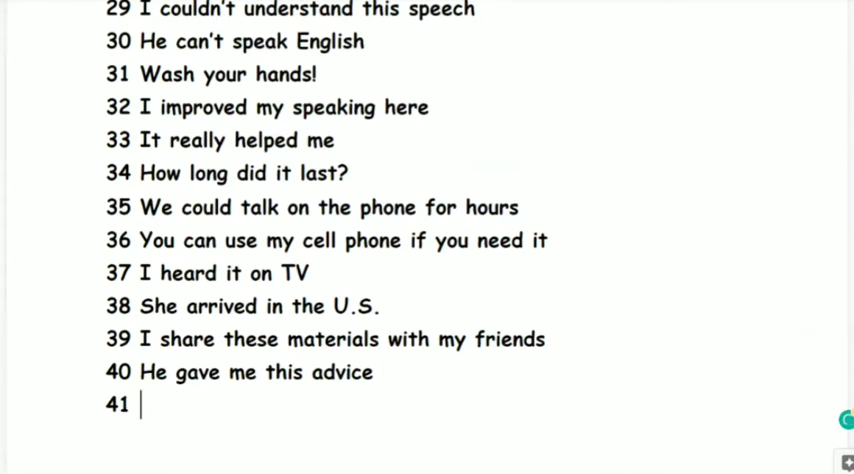 29 I couldn't understand this speech
30 He can't speak English
31 Wash your hands!
32 I improved my speaking here
33 It really helped me
34 How long did it last?
35 We could talk on the phone for hours
36 You can use my cell phone if you need it
37 I heard it on TV
38 She arrived in the U.S.
39 I share these materials with my friends
40 He gave me this advice
41